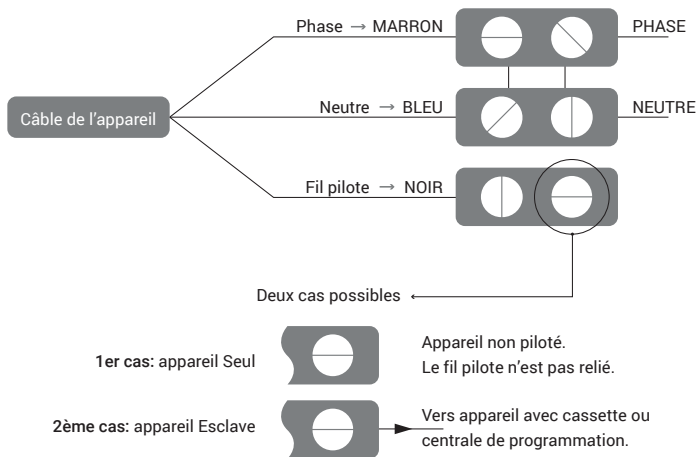 Phase → MARRON
PHASE
Câble de l’appareil
Neutre → BLEU
NEUTRE
Fil pilote → NOIR
Deux cas possibles
1er cas: appareil Seul
Appareil non piloté.
Le fil pilote n’est pas relié.
2ème cas: appareil Esclave
Vers appareil avec cassette ou
centrale de programmation.